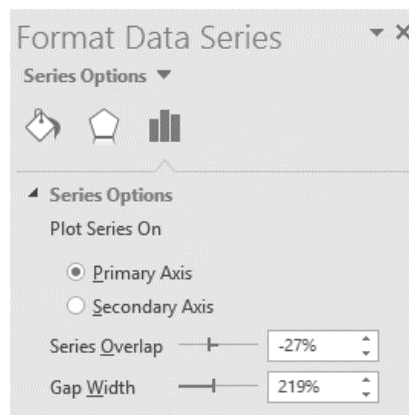 Format Data Series
Series Options
Series Options
Plot Series On
Primary Axis
Secondary Axis
Series Overlap -27%
Gap Width 219%